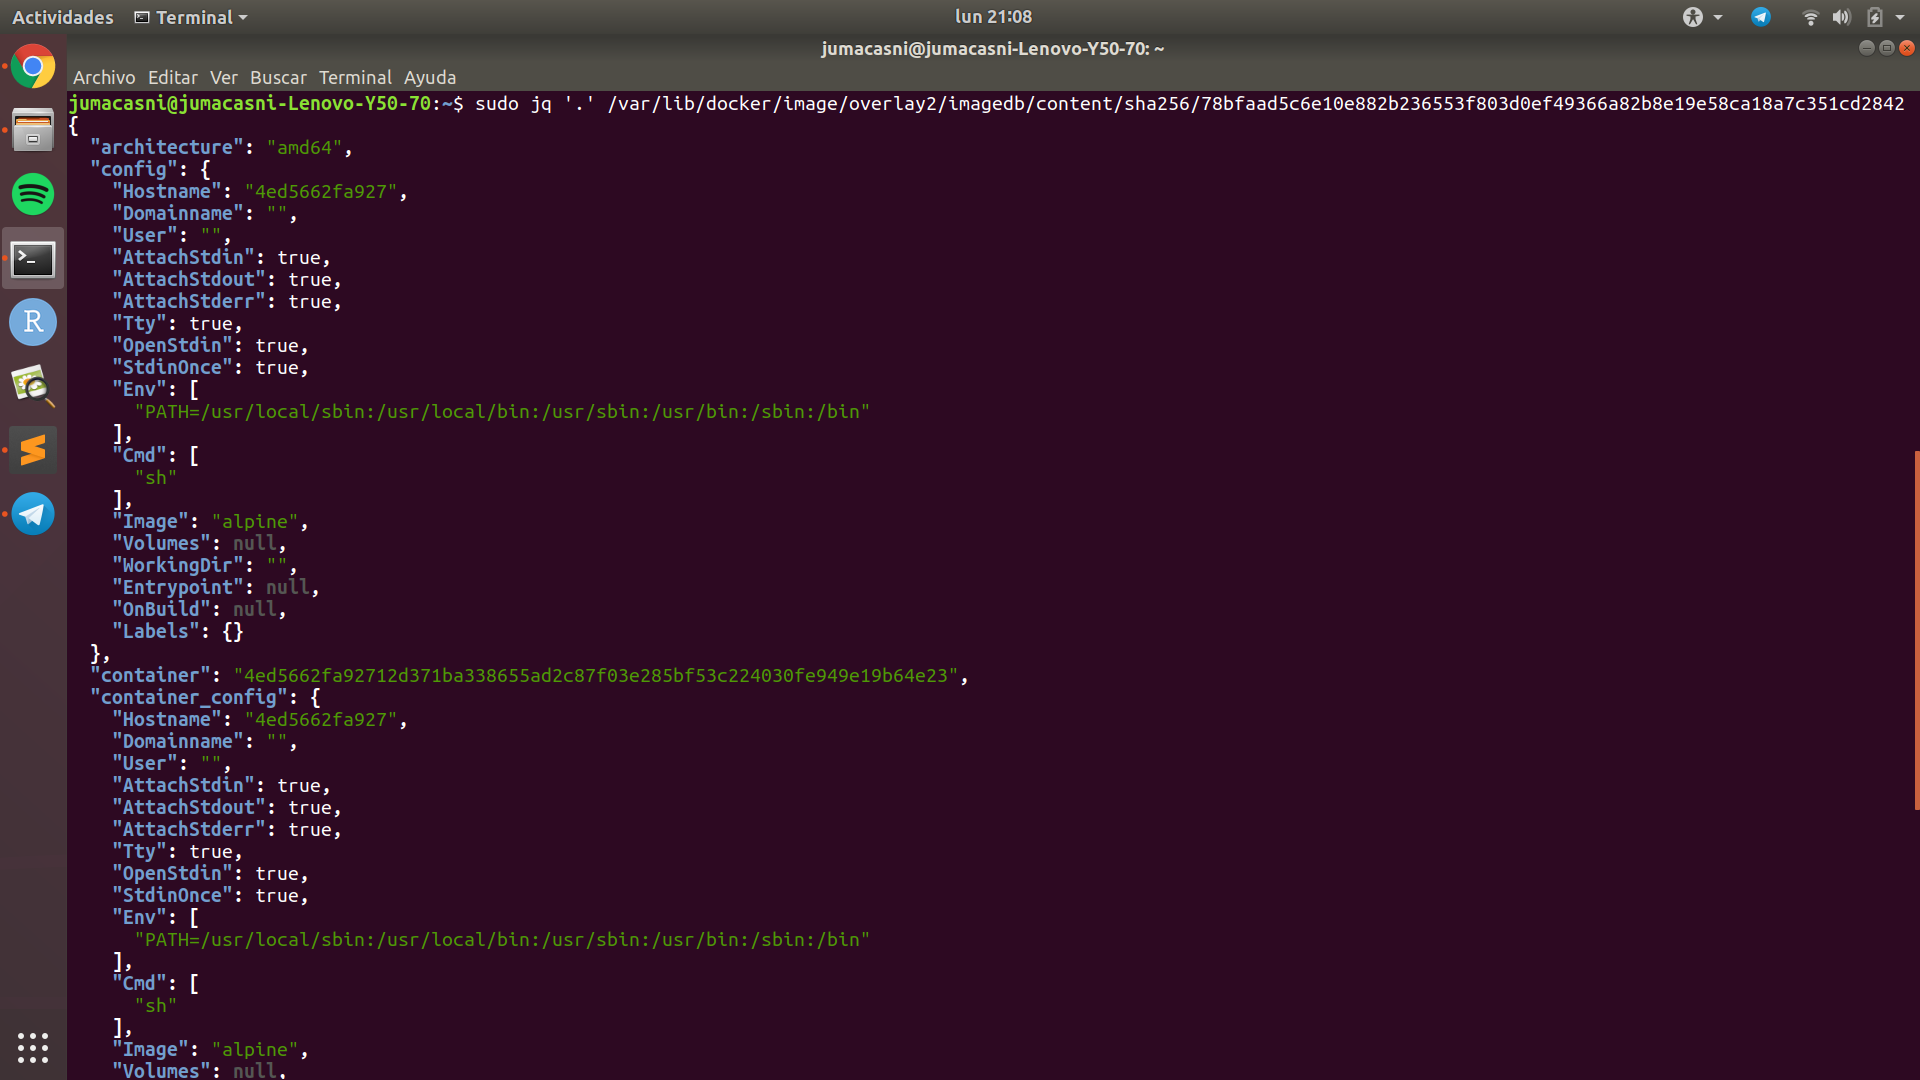 Actividades Terminal lun 21:08
jumacasni@jumacasni-Lenovo-Y50-70: ~
Archivo Editar Ver Buscar Terminal Ayuda
jumacasni@jumacasni-Lenovo-Y50-70:~$ sudo jq '.' /var/lib/docker/image/overlay2/imagedb/content/sha256/78bfaad5c6e10e882b236553f803d0ef49366a82b8e19e58ca18a7c351cd2842
{
  "architecture": "amd64",
  "config": {
    "Hostname": "4ed5662fa927",
    "Domainname": "",
    "User": "",
    "AttachStdin": true,
    "AttachStdout": true,
    "AttachStderr": true,
    "Tty": true,
    "OpenStdin": true,
    "StdinOnce": true,
    "Env": [
      "PATH=/usr/local/sbin:/usr/local/bin:/usr/sbin:/usr/bin:/sbin:/bin"
    ],
    "Cmd": [
      "sh"
    ],
    "Image": "alpine",
    "Volumes": null,
    "WorkingDir": "",
    "Entrypoint": null,
    "OnBuild": null,
    "Labels": {}
  },
  "container": "4ed5662fa92712d371ba338655ad2c87f03e285bf53c224030fe949e19b64e23",
  "container_config": {
    "Hostname": "4ed5662fa927",
    "Domainname": "",
    "User": "",
    "AttachStdin": true,
    "AttachStdout": true,
    "AttachStderr": true,
    "Tty": true,
    "OpenStdin": true,
    "StdinOnce": true,
    "Env": [
      "PATH=/usr/local/sbin:/usr/local/bin:/usr/sbin:/usr/bin:/sbin:/bin"
    ],
    "Cmd": [
      "sh"
    ],
    "Image": "alpine",
    "Volumes": null,